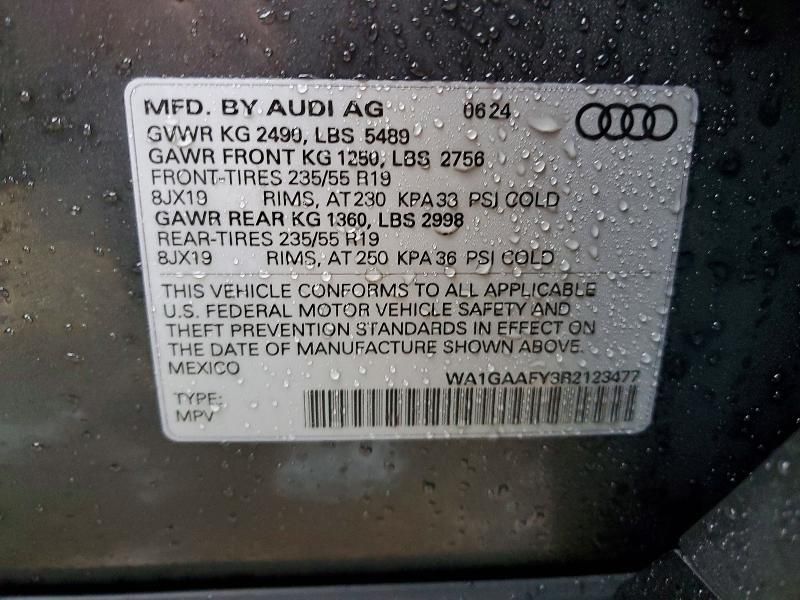 MFD. BY AUDI AG 06 24
GVWR KG 2490, LBS 5489
GAWR FRONT KG 1250, LBS 2756
FRONT-TIRES 235/55 R19
8JX19 RIMS, AT 230 KPA 33 PSI COLD
GAWR REAR KG 1360, LBS 2998
REAR-TIRES 235/55 R19
8JX19 RIMS, AT 250 KPA 36 PSI COLD
THIS VEHICLE CONFORMS TO ALL APPLICABLE
U.S. FEDERAL MOTOR VEHICLE SAFETY AND
THEFT PREVENTION STANDARDS IN EFFECT ON
THE DATE OF MANUFACTURE SHOWN ABOVE.
MEXICO
WA1GAAFY3R2123477
TYPE:
MPV